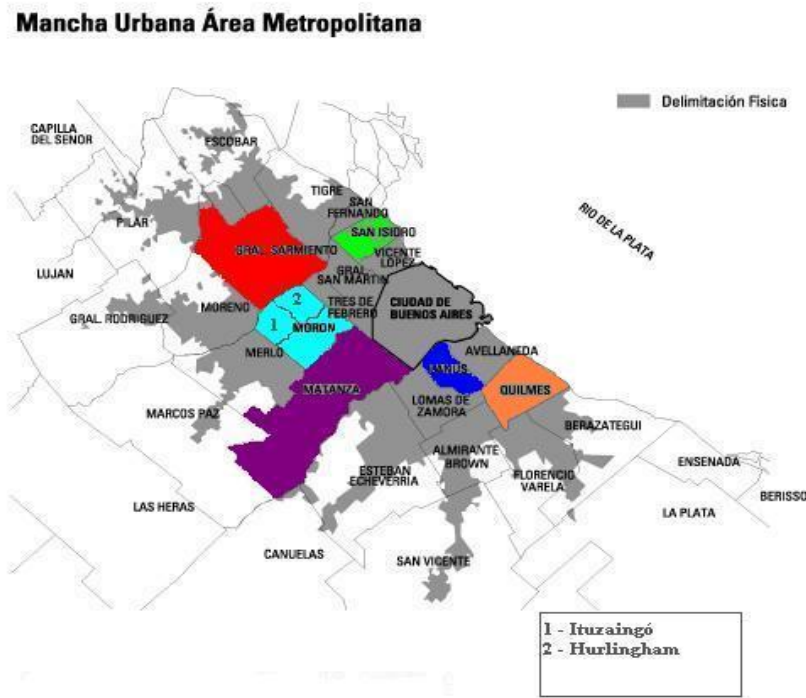 Mancha Urbana Área Metropolitana
Delimitación Fisica
CAPILLA
DEL SENOR
ESCOBAR
TIGRE
SAN
FERNANDO
PILAR
SAN ISIDRO
RIO DE LA PLATA
GRAL. SARMIENTO
VICENTE
LÓPEZ
LUJAN
GRAL.
SAN MARTIN
MORENO
2
TRES DE
FEBRERO
CIUDAD DE
BUENOS AIRES
GRAL. RODRIGUEZ
1
MORON
MERLO
AVELLANEDA
LANUS
MATANZA
QUILMES
LOMAS DE
ZAMORA
MARCOS PAZ
BERAZATEGUI
ALMIRANTE
BROWN
ENSENADA
ESTEBAN
ECHEVERRIA
FLORENCIO
VARELA
BERISSO
LAS HERAS
LA PLATA
CANUELAS
SAN VICENTE
1 - Ituzaingó
2 - Hurlingham